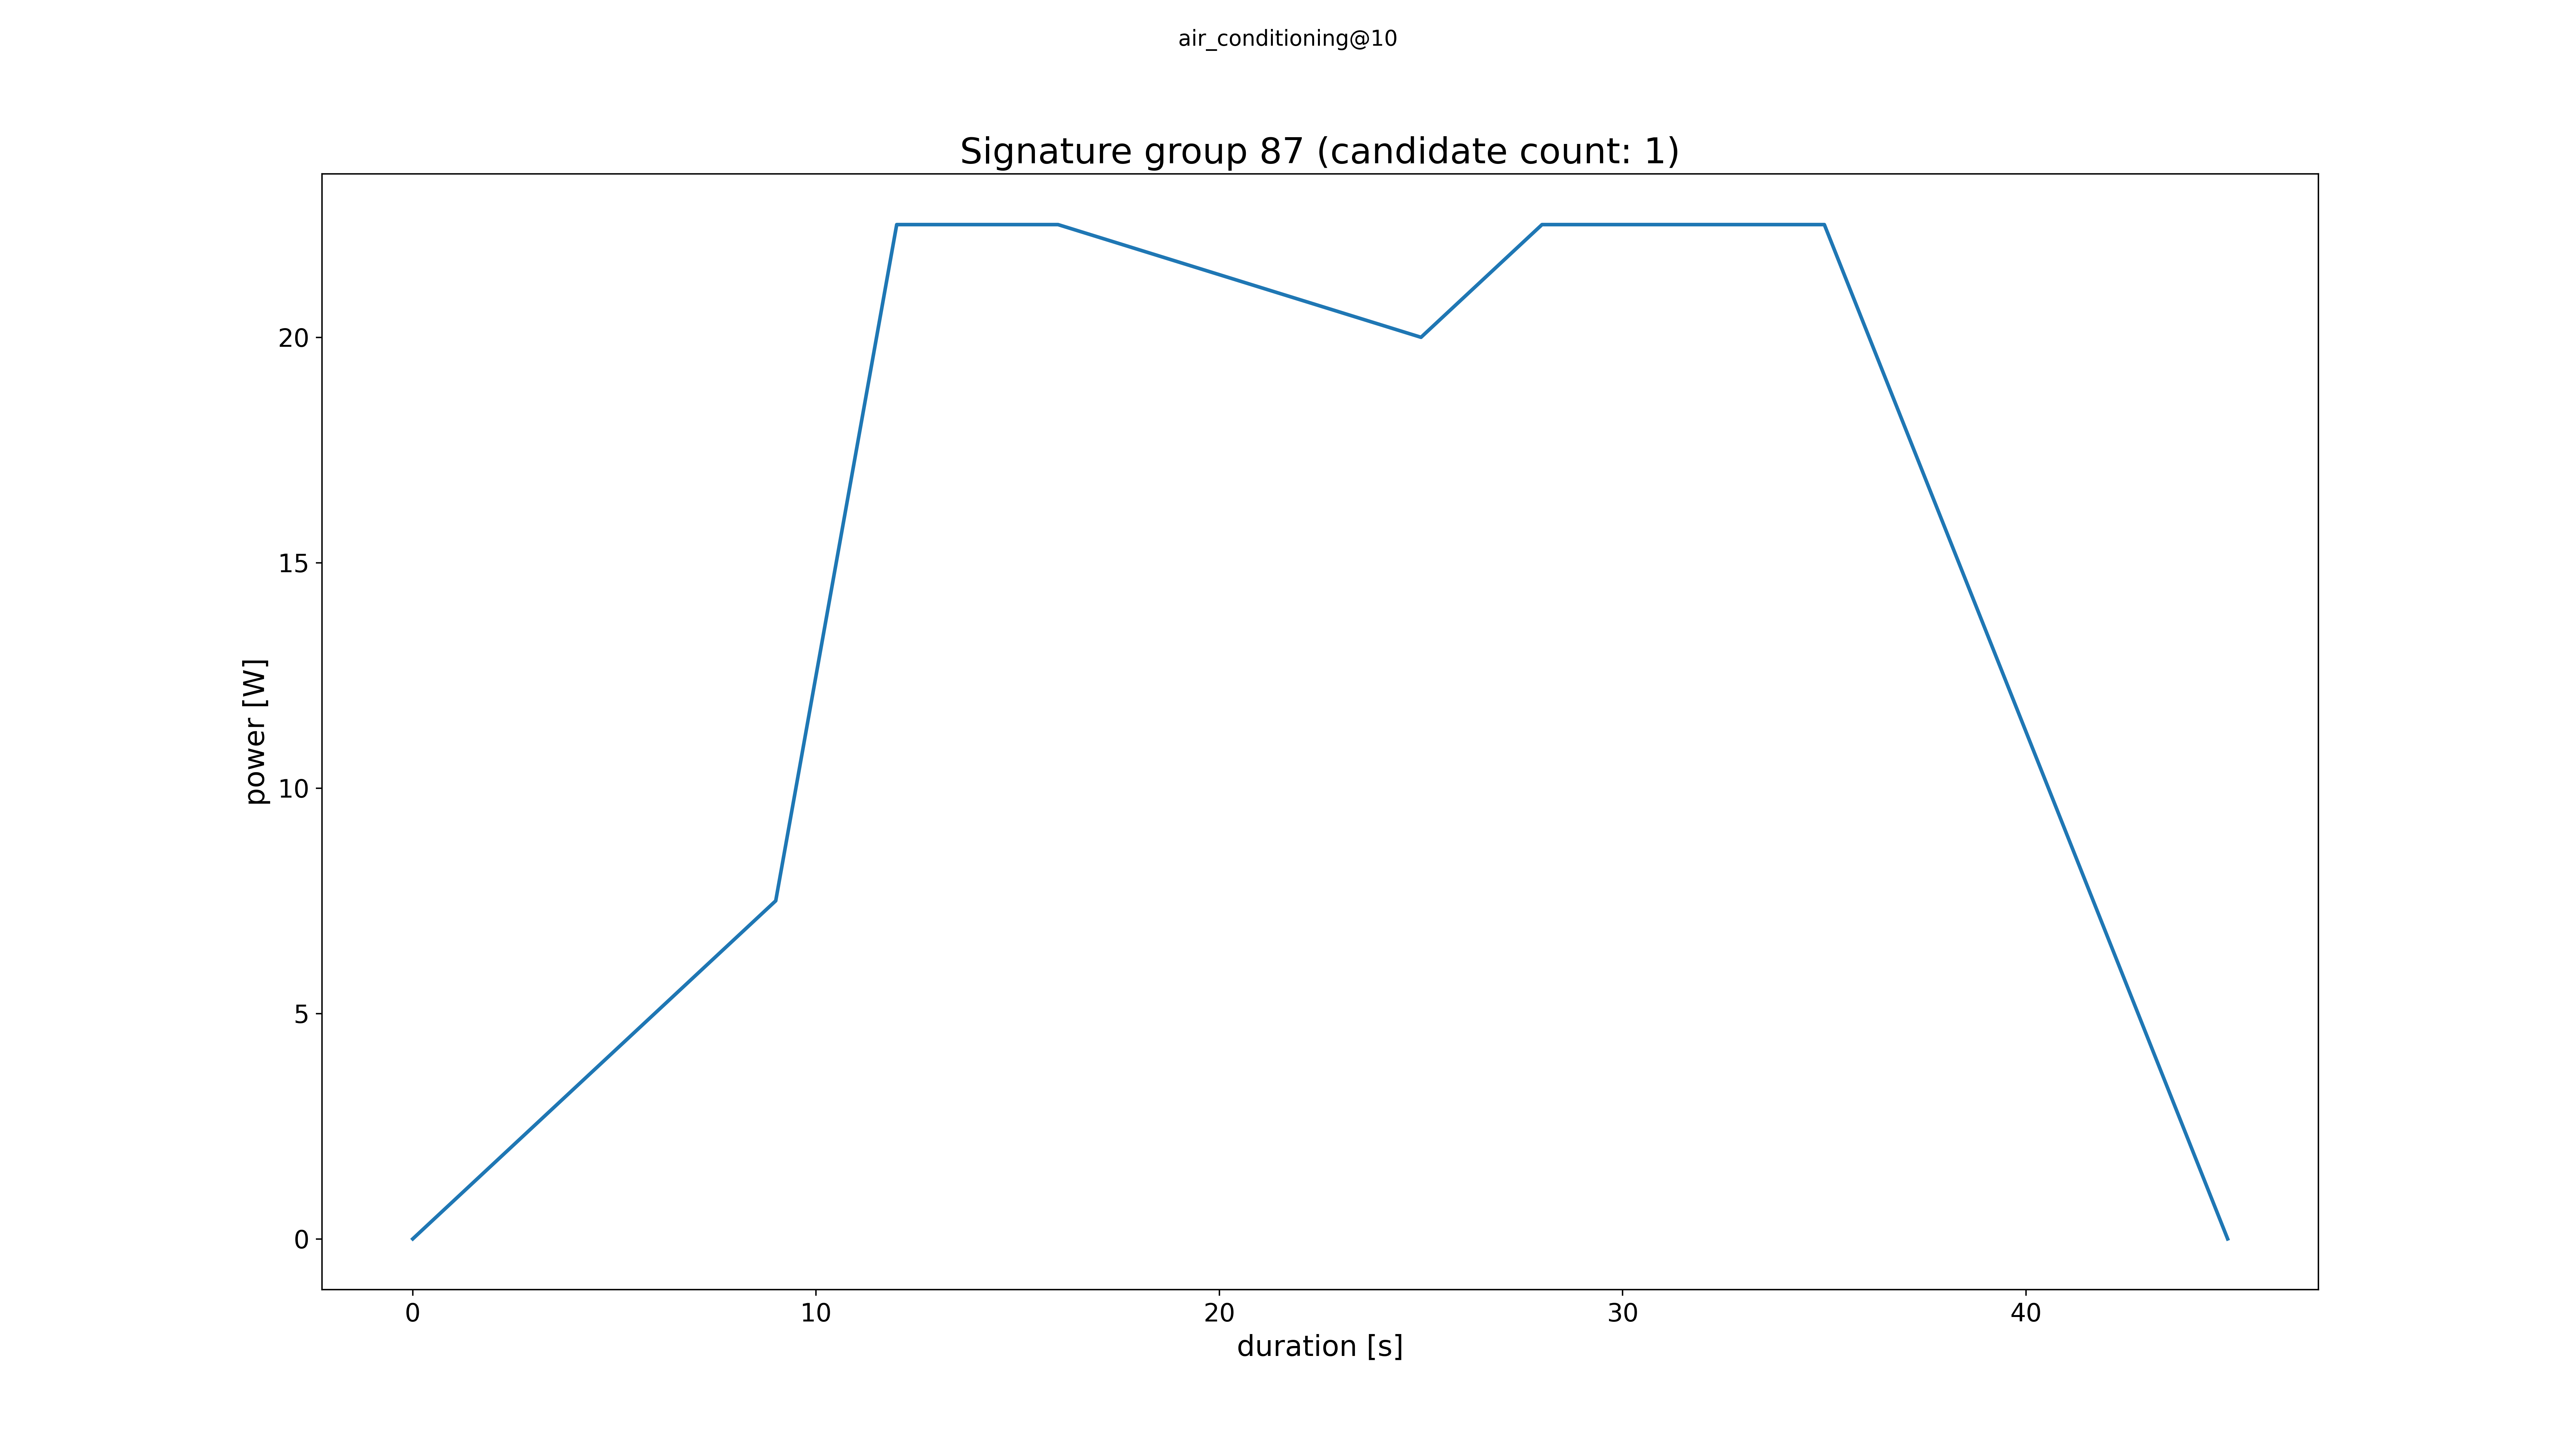 air_conditioning@10
Signature group 87 (candidate count: 1)
20
15
10
5
0
power [W]
0 10 20 30 40
duration [s]